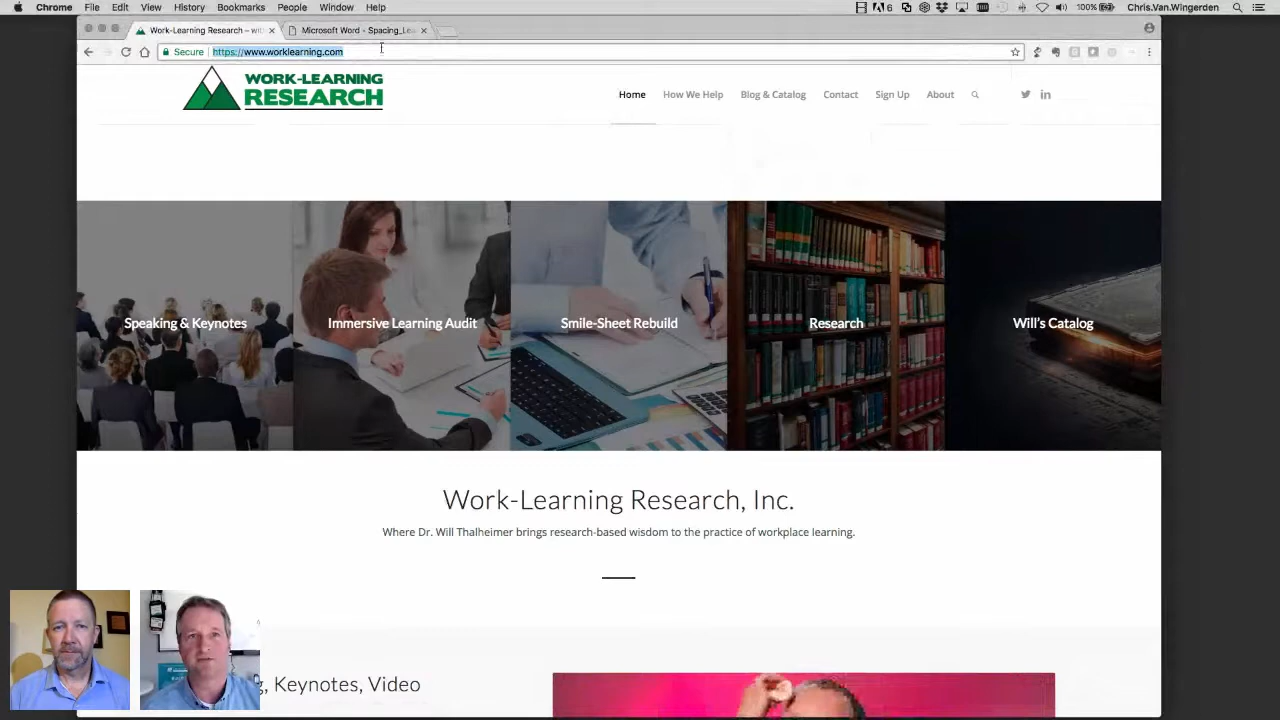 Chrome File Edit View History Bookmarks People Window Help
6 100% Chris.Van.Wingerden
Work-Learning Research – wit
Microsoft Word - Spacing_Le
Secure https://www.worklearning.com
WORK-LEARNING
RESEARCH
Home How We Help Blog & Catalog Contact Sign Up About
Speaking & Keynotes
Immersive Learning Audit
Smile-Sheet Rebuild
Research
Will's Catalog
Work-Learning Research, Inc.
Where Dr. Will Thalheimer brings research-based wisdom to the practice of workplace learning.
g, Keynotes, Video